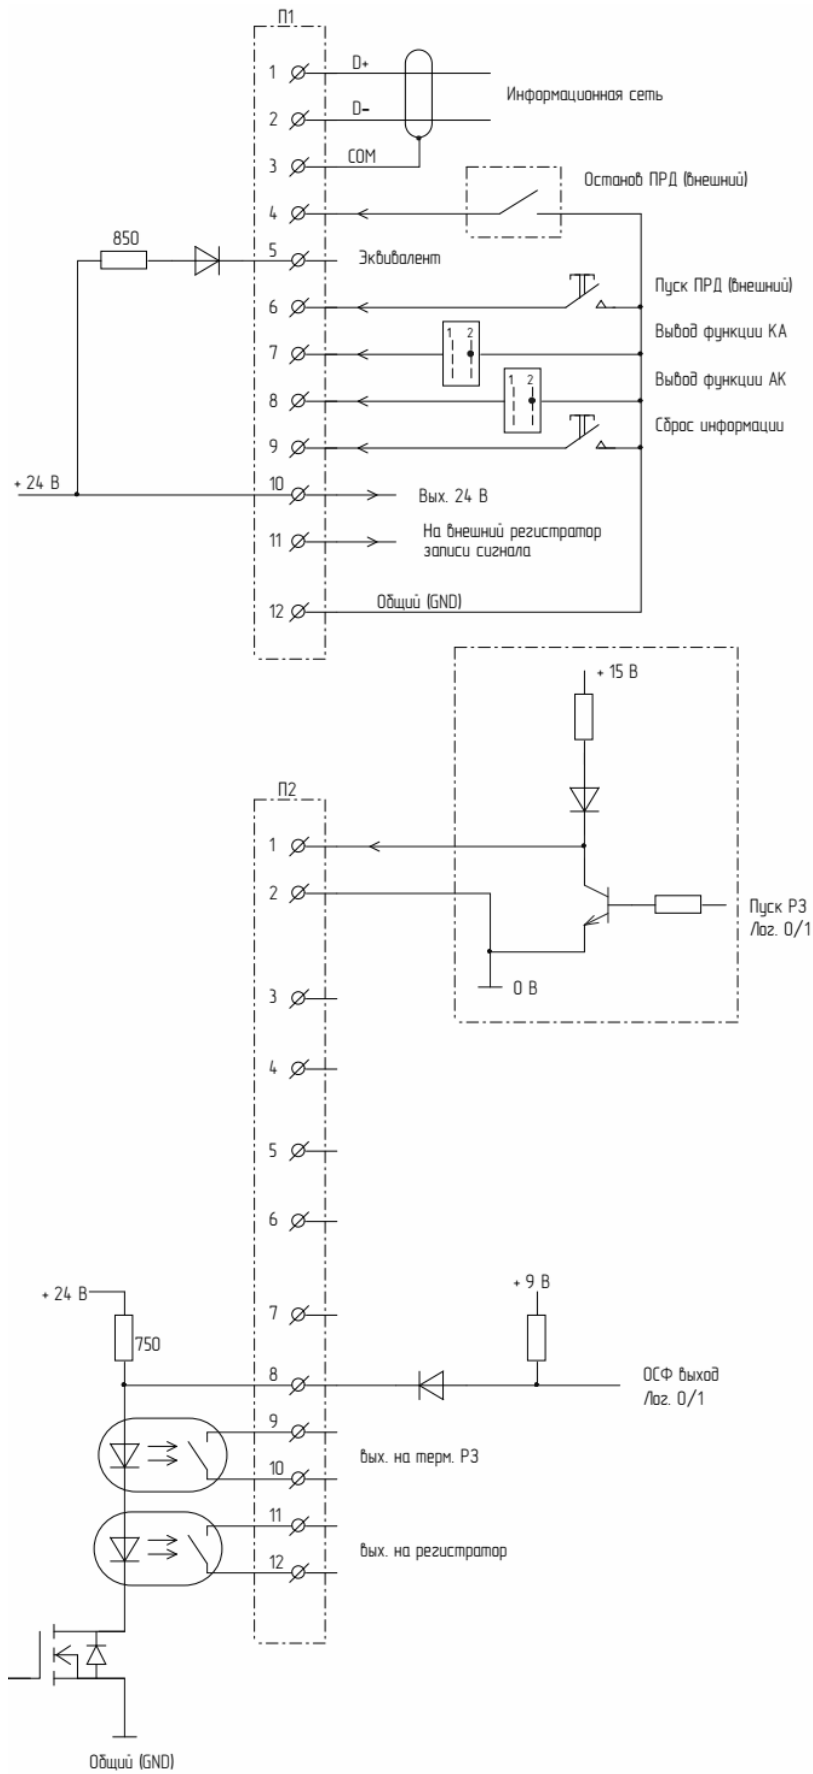 П1
1
D+
2
D-
Информационная сеть
3
COM
Останов ПРД (внешний)
4
850
5
Эквивалент
6
Пуск ПРД (внешний)
7
1 2
Вывод функции КА
8
1 2
Вывод функции АК
9
Сброс информации
+ 24 В
10
Вых. 24 В
11
На внешний регистратор
записи сигнала
12
Общий (GND)
+ 15 В
П2
1
2
Пуск РЗ
Лог. 0/1
0 В
3
4
5
6
+ 24 В
750
7
+ 9 В
8
ОСФ выход
Лог. 0/1
9
10
вых. на терм. РЗ
11
12
вых. на регистратор
Общий (GND)